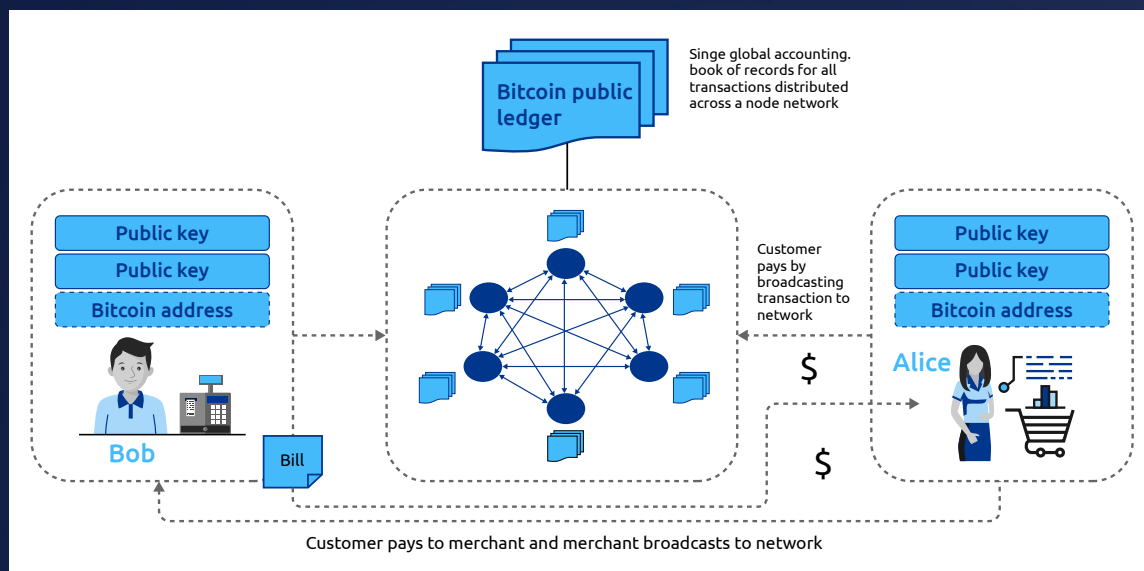 Bitcoin public
ledger
Singe global accounting.
book of records for all
transactions distributed
across a node network
Public key
Public key
Bitcoin address
Bob
Bill
Customer
pays by
broadcasting
transaction to
network
$
$
Public key
Public key
Bitcoin address
Alice
Customer pays to merchant and merchant broadcasts to network